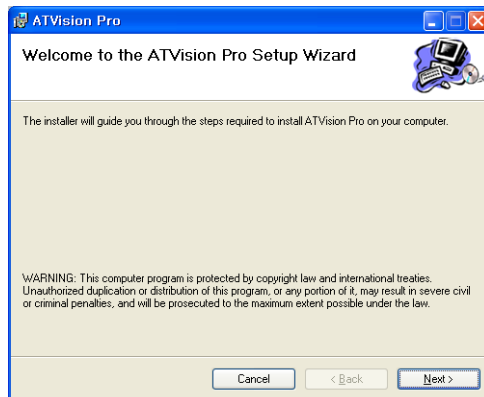 ATVision Pro
Welcome to the ATVision Pro Setup Wizard
The installer will guide you through the steps required to install ATVision Pro on your computer.
WARNING: This computer program is protected by copyright law and international treaties.
Unauthorized duplication or distribution of this program, or any portion of it, may result in severe civil
or criminal penalties, and will be prosecuted to the maximum extent possible under the law.
Cancel
< Back
Next >